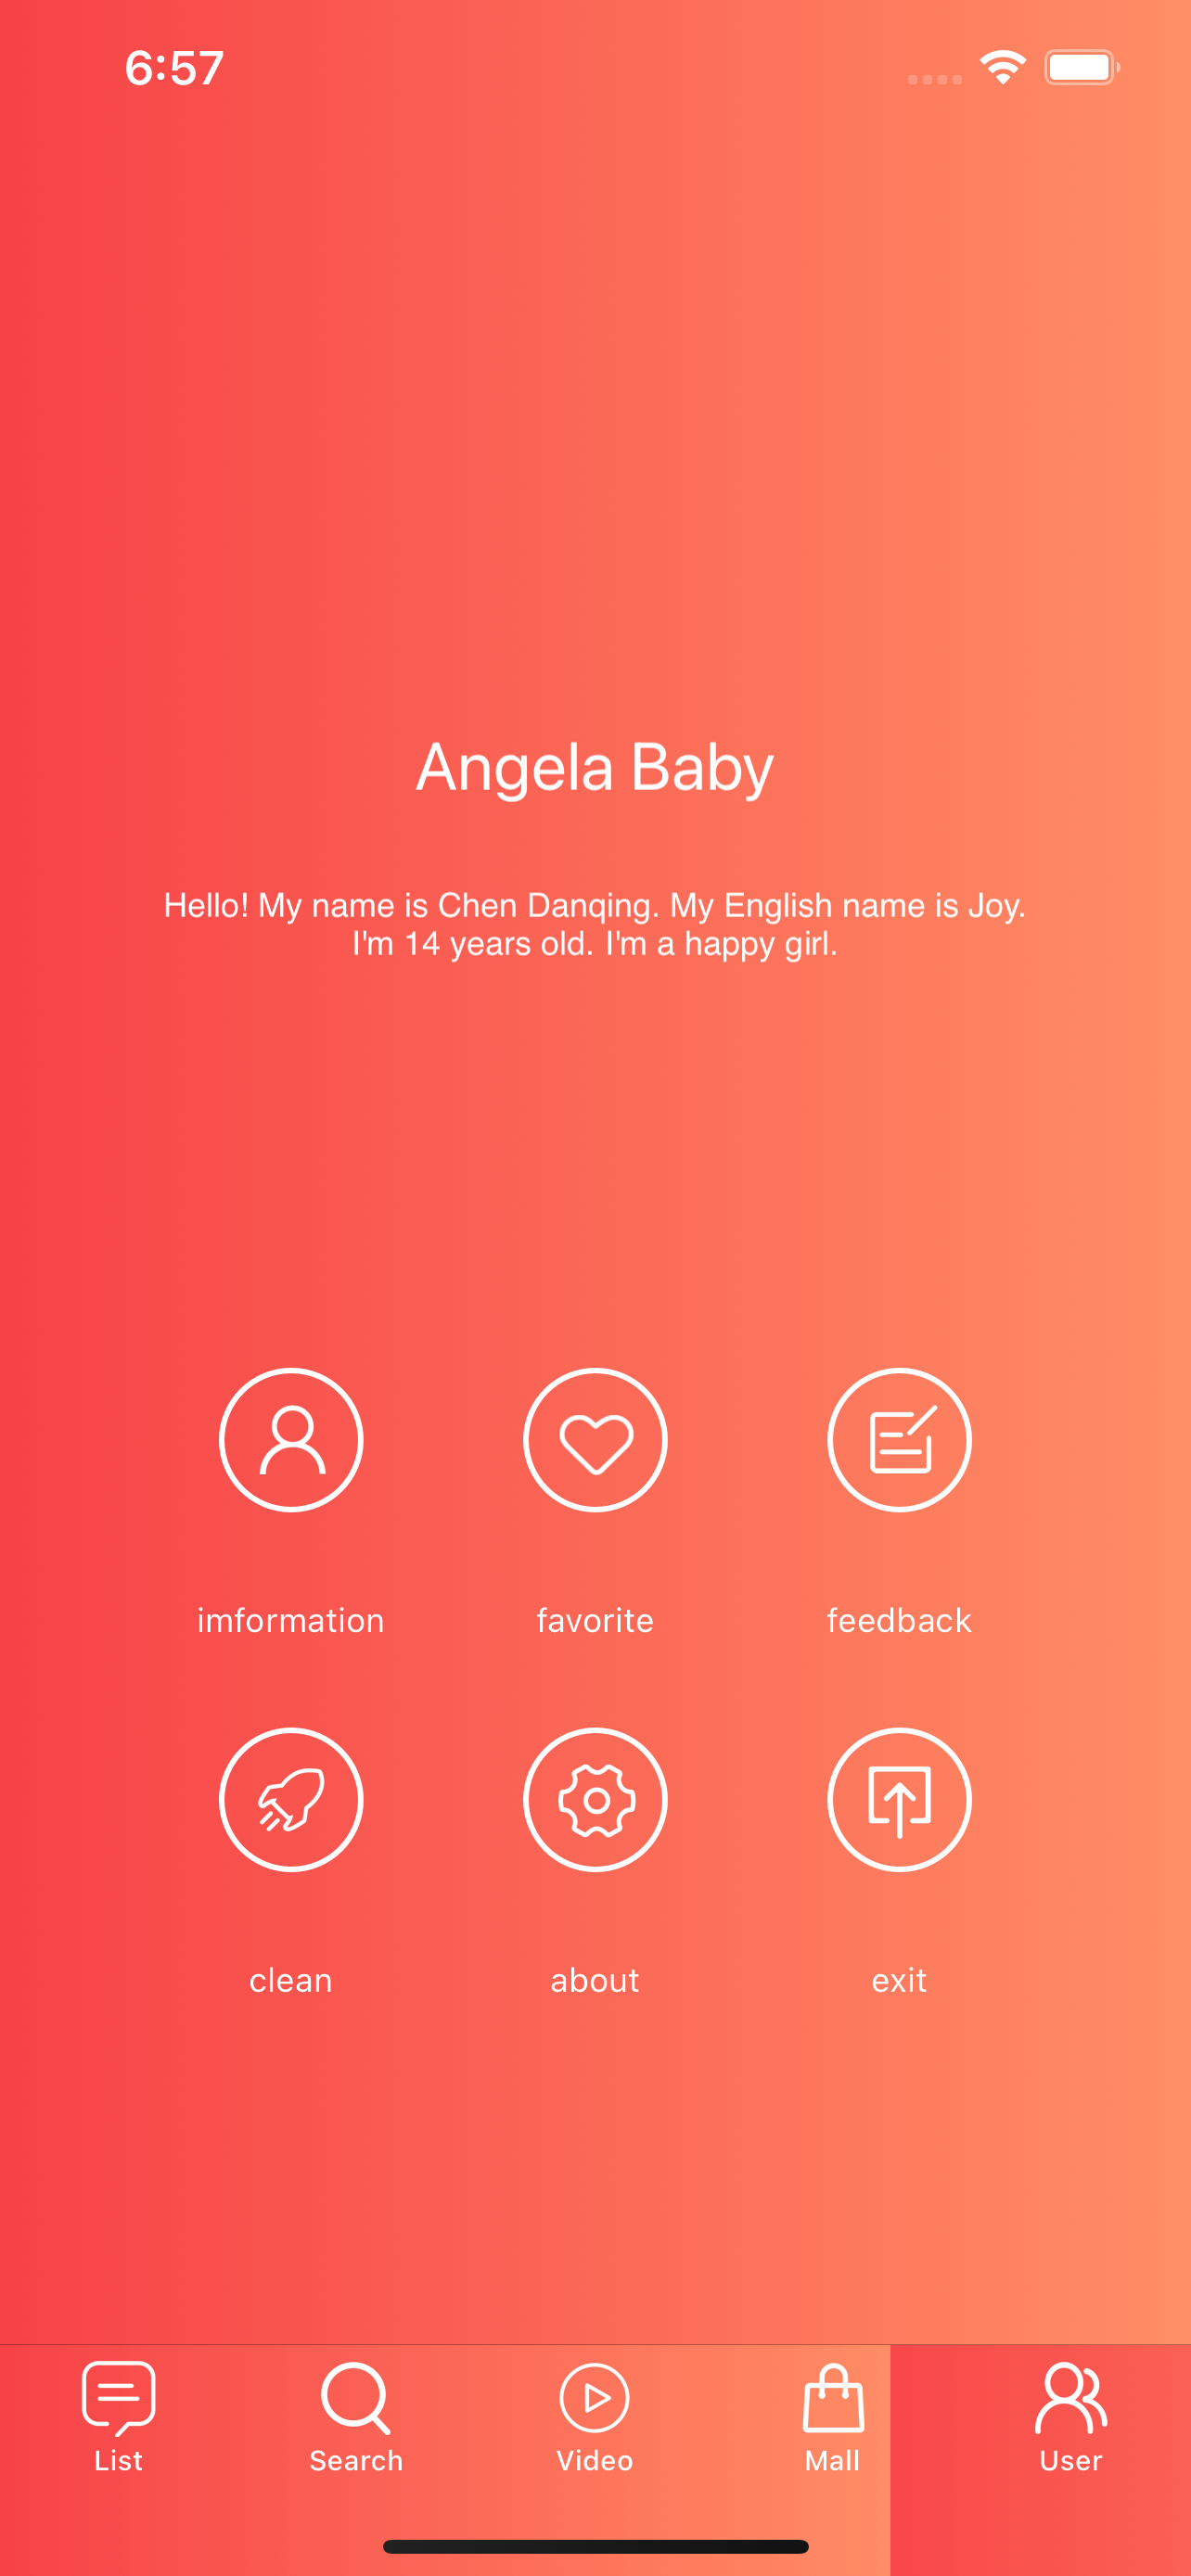 6:57
Angela Baby
Hello! My name is Chen Danqing. My English name is Joy.
I'm 14 years old. I'm a happy girl.
imformation favorite feedback
clean about exit
List Search Video Mall User